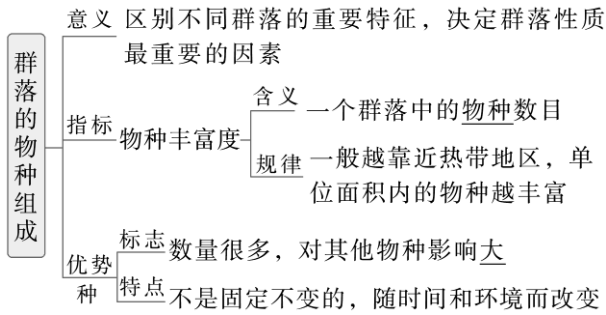 群落的物种组成
意义 区别不同群落的重要特征，决定群落性质
最重要的因素
指标 物种丰富度
含义 一个群落中的物种数目
规律 一般越靠近热带地区，单
位面积内的物种越丰富
优势种
标志 数量很多，对其他物种影响大
特点 不是固定不变的，随时间和环境而改变